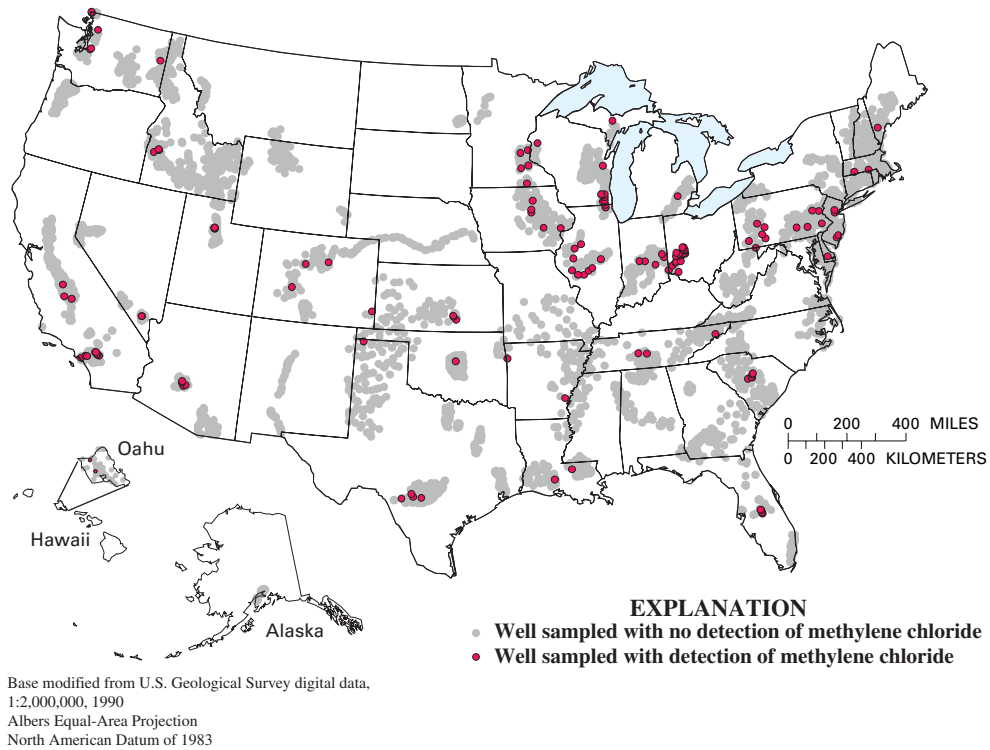 Oahu
Hawaii
Alaska
0 200 400 MILES
0 200 400 KILOMETERS
EXPLANATION
Well sampled with no detection of methylene chloride
Well sampled with detection of methylene chloride
Base modified from U.S. Geological Survey digital data,
1:2,000,000, 1990
Albers Equal-Area Projection
North American Datum of 1983